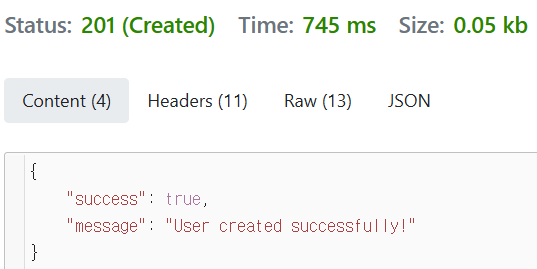 Status: 201 (Created) Time: 745 ms Size: 0.05 kb
Content (4) Headers (11) Raw (13) JSON
{
"success": true,
"message": "User created successfully!"
}